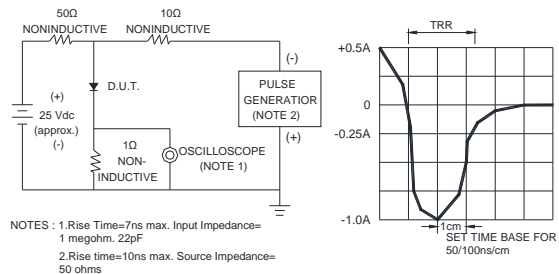 50Ω
NONINDUCTIVE
10Ω
NONINDUCTIVE
(+)
25 Vdc
(approx.)
(-)
D.U.T.
1Ω
NON-
INDUCTIVE
OSCILLOSCOPE
(NOTE 1)
(-)
PULSE
GENERATIOR
(NOTE 2)
(+)
NOTES : 1.Rise Time=7ns max. Input Impedance=
1 megohm. 22pF
2.Rise time=10ns max. Source Impedance=
50 ohms
TRR
+0.5A
0
-0.25A
-1.0A
1cm
SET TIME BASE FOR
50/100ns/cm